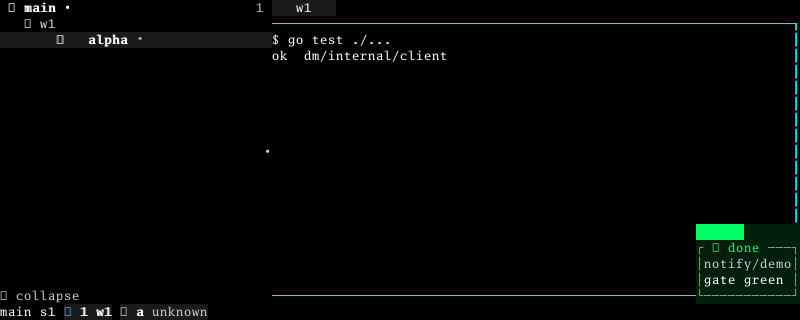 main • 1
w1
w1
alpha •
$ go test ./...
ok  dm/internal/client
done
notify/demo
gate green
collapse
main s1 1 w1 a unknown